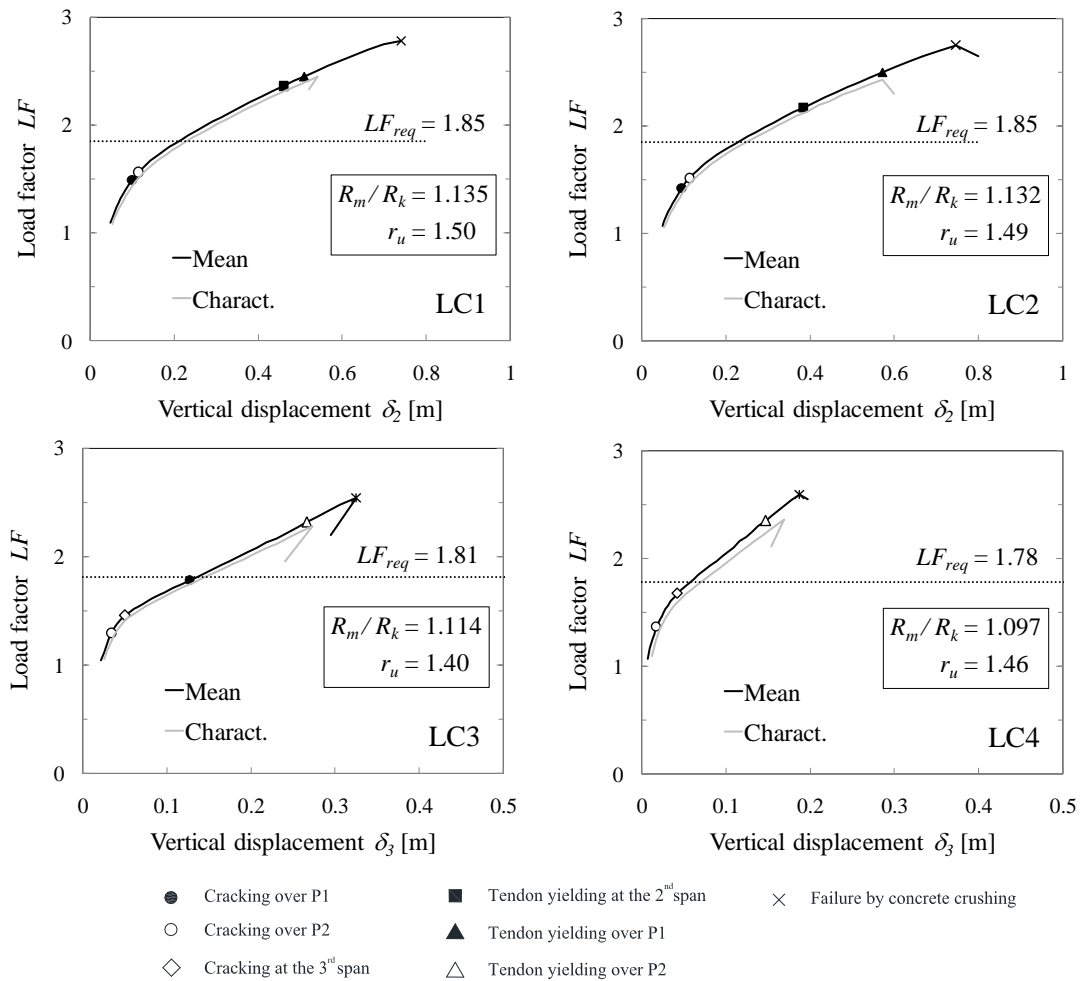 3
2
1
0
Load factor LF
LF_req = 1.85
R_m / R_k = 1.135
r_u = 1.50
Mean
Charact.
LC1
0 0.2 0.4 0.6 0.8 1
Vertical displacement δ_2 [m]
3
2
1
0
Load factor LF
LF_req = 1.85
R_m / R_k = 1.132
r_u = 1.49
Mean
Charact.
LC2
0 0.2 0.4 0.6 0.8 1
Vertical displacement δ_2 [m]
3
2
1
0
Load factor LF
LF_req = 1.81
R_m / R_k = 1.114
r_u = 1.40
Mean
Charact.
LC3
0 0.1 0.2 0.3 0.4 0.5
Vertical displacement δ_3 [m]
3
2
1
0
Load factor LF
LF_req = 1.78
R_m / R_k = 1.097
r_u = 1.46
Mean
Charact.
LC4
0 0.1 0.2 0.3 0.4 0.5
Vertical displacement δ_3 [m]
Cracking over P1
Cracking over P2
Cracking at the 3rd span
Tendon yielding at the 2nd span
Tendon yielding over P1
Tendon yielding over P2
Failure by concrete crushing